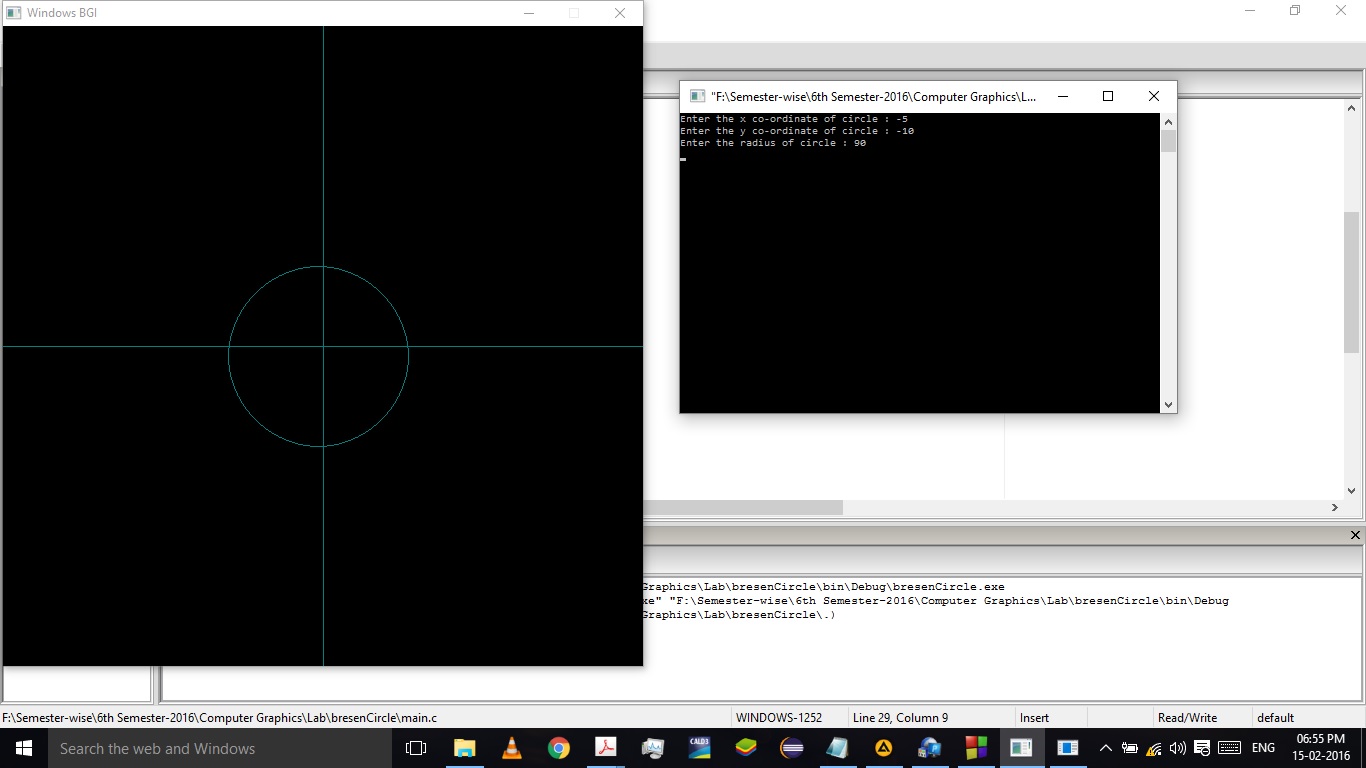 Windows BGI
"F:\Semester-wise\6th Semester-2016\Computer Graphics\L...
Enter the x co-ordinate of circle : -5
Enter the y co-ordinate of circle : -10
Enter the radius of circle : 90
Graphics\Lab\bresenCircle\bin\Debug\bresenCircle.exe
xe" "F:\Semester-wise\6th Semester-2016\Computer Graphics\Lab\bresenCircle\bin\Debug
Graphics\Lab\bresenCircle\.)
F:\Semester-wise\6th Semester-2016\Computer Graphics\Lab\bresenCircle\main.c WINDOWS-1252 Line 29, Column 9 Insert Read/Write default
Search the web and Windows CALD3 ENG 06:55 PM
15-02-2016